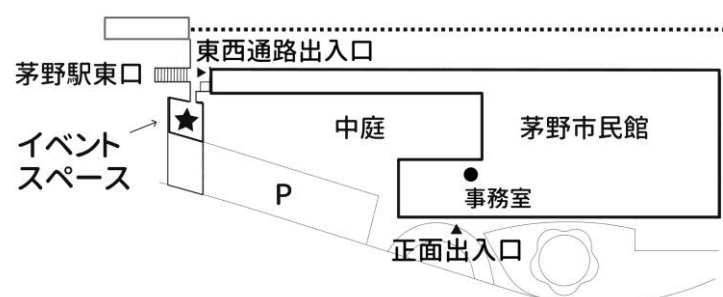 東西通路出入口
茅野駅東口
イベント
スペース
中庭
茅野市民館
P
事務室
正面出入口